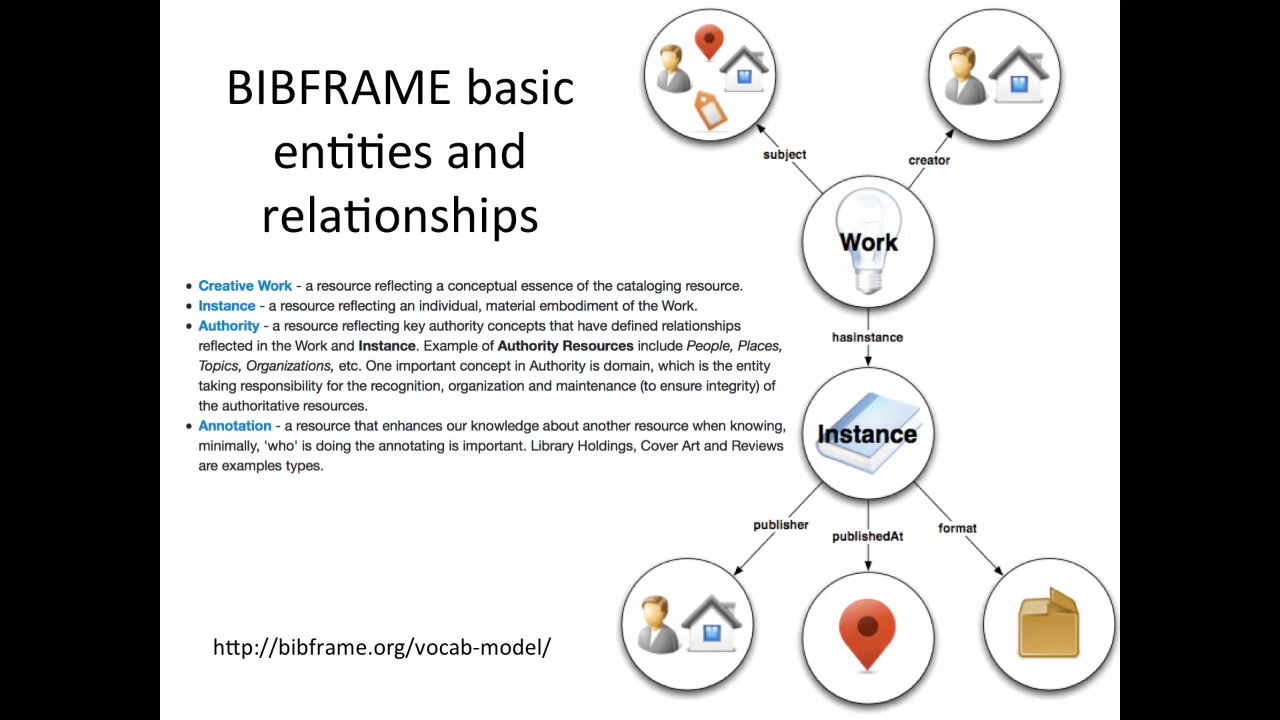 BIBFRAME basic
entities and
relationships
• Creative Work - a resource reflecting a conceptual essence of the cataloging resource.
• Instance - a resource reflecting an individual, material embodiment of the Work.
• Authority - a resource reflecting key authority concepts that have defined relationships
reflected in the Work and Instance. Example of Authority Resources include People, Places,
Topics, Organizations, etc. One important concept in Authority is domain, which is the entity
taking responsibility for the recognition, organization and maintenance (to ensure integrity) of
the authoritative resources.
• Annotation - a resource that enhances our knowledge about another resource when knowing,
minimally, 'who' is doing the annotating is important. Library Holdings, Cover Art and Reviews
are examples types.
http://bibframe.org/vocab-model/
subject
creator
Work
hasInstance
Instance
publisher
publishedAt
format